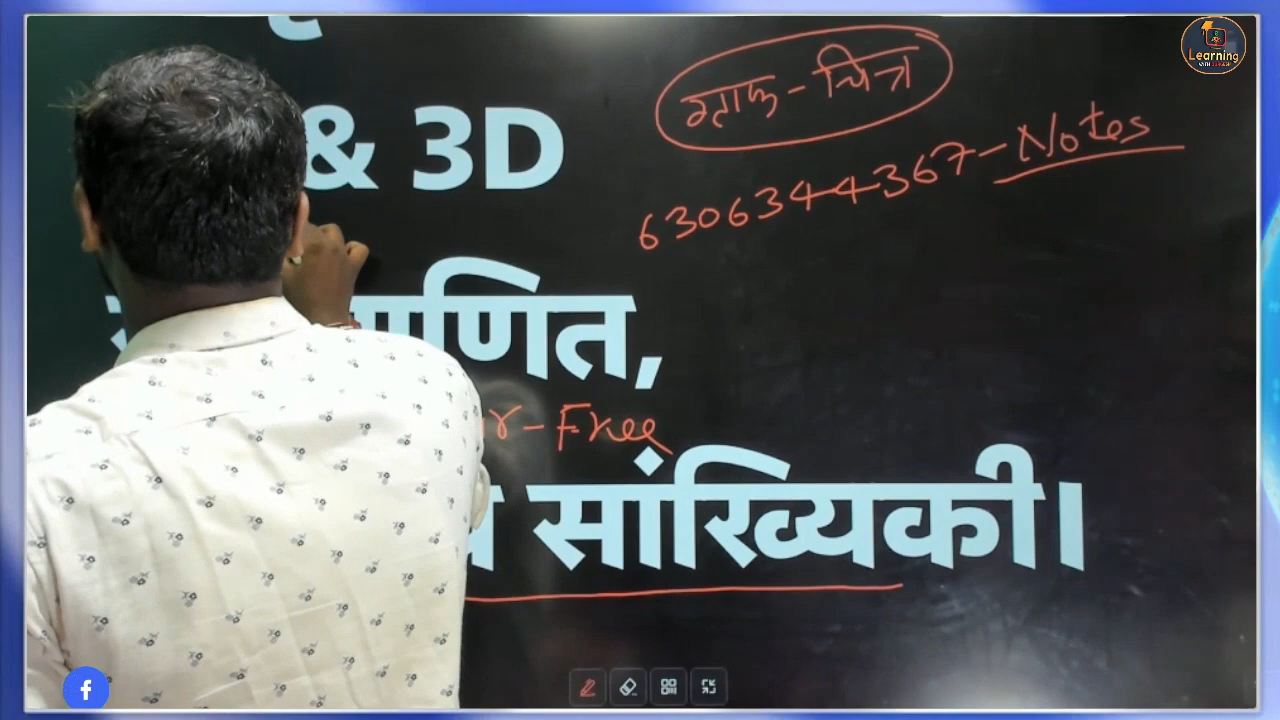 Learning
ग्राफ - चित्र
& 3D
6306344367 - Notes
णित,
- Free
सांख्यिकी।